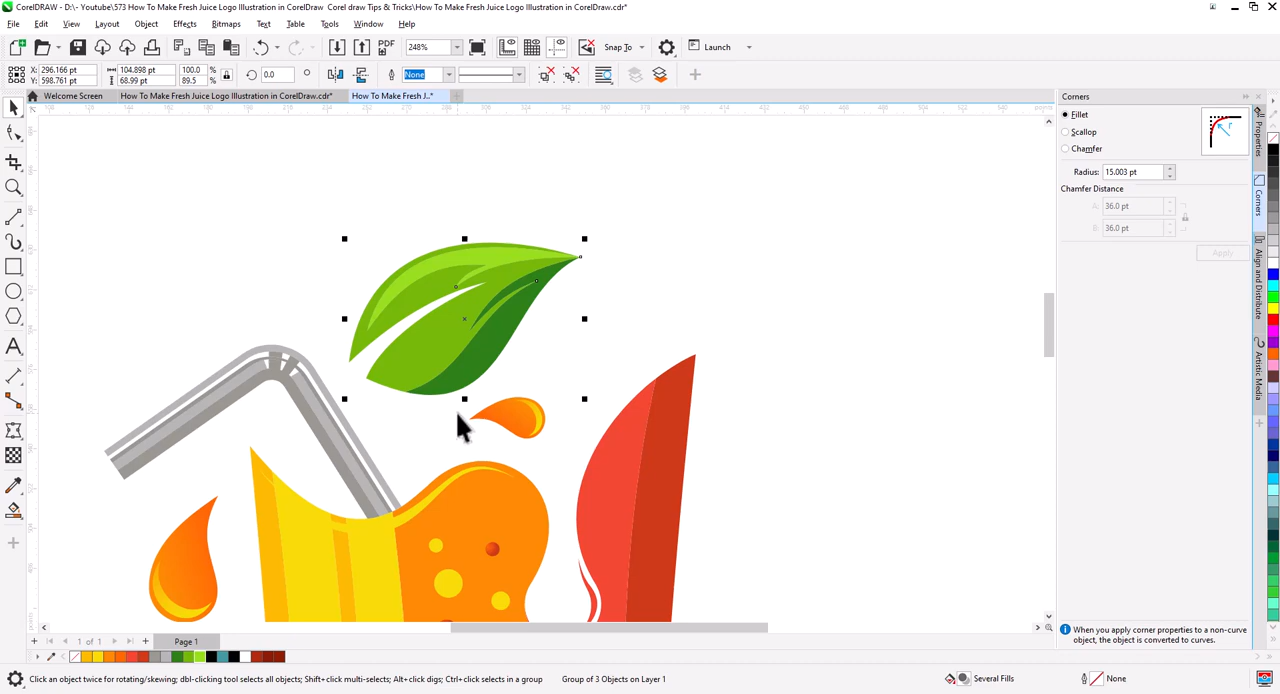 CorelDRAW D:\- Youtube\573 How To Make Fresh Juice Logo Illustration in CorelDraw Corel draw Tips & Tricks\How To Make Fresh Juice Logo Illustration in CorelDraw.cdr*
File Edit View Layout Object Effects Bitmaps Text Table Tools Window Help
PDF 248% Snap To Launch
X: 296.166 pt 104.898 pt 100.0 %
Y: 598.761 pt 68.99 pt 89.5 % 0.0 None
Welcome Screen How To Make Fresh Juice Logo Illustration in CorelDraw.cdr* How To Make Fresh J...*
Corners
Fillet
Scallop
Chamfer
Radius: 15.003 pt
Chamfer Distance
A: 36.0 pt
B: 36.0 pt
Apply
Properties
Corners
Align and Distribute
Artistic Media
When you apply corner properties to a non-curve
object, the object is converted to curves.
1 of 1 Page 1
Click an object twice for rotating/skewing; dbl-clicking tool selects all objects; Shift+click multi-selects; Alt+click digs; Ctrl+click selects in a group Group of 3 Objects on Layer 1 Several Fills None